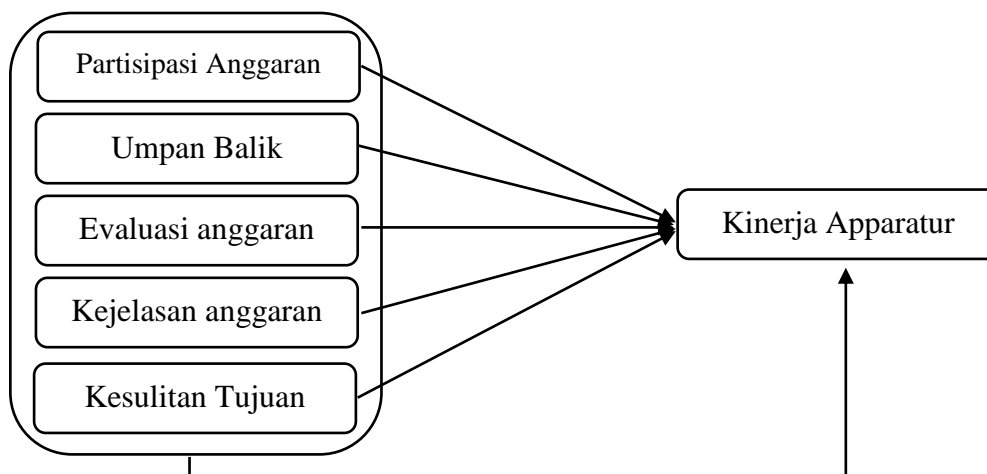 Partisipasi Anggaran
Umpan Balik
Evaluasi anggaran
Kinerja Apparatur
Kejelasan anggaran
Kesulitan Tujuan